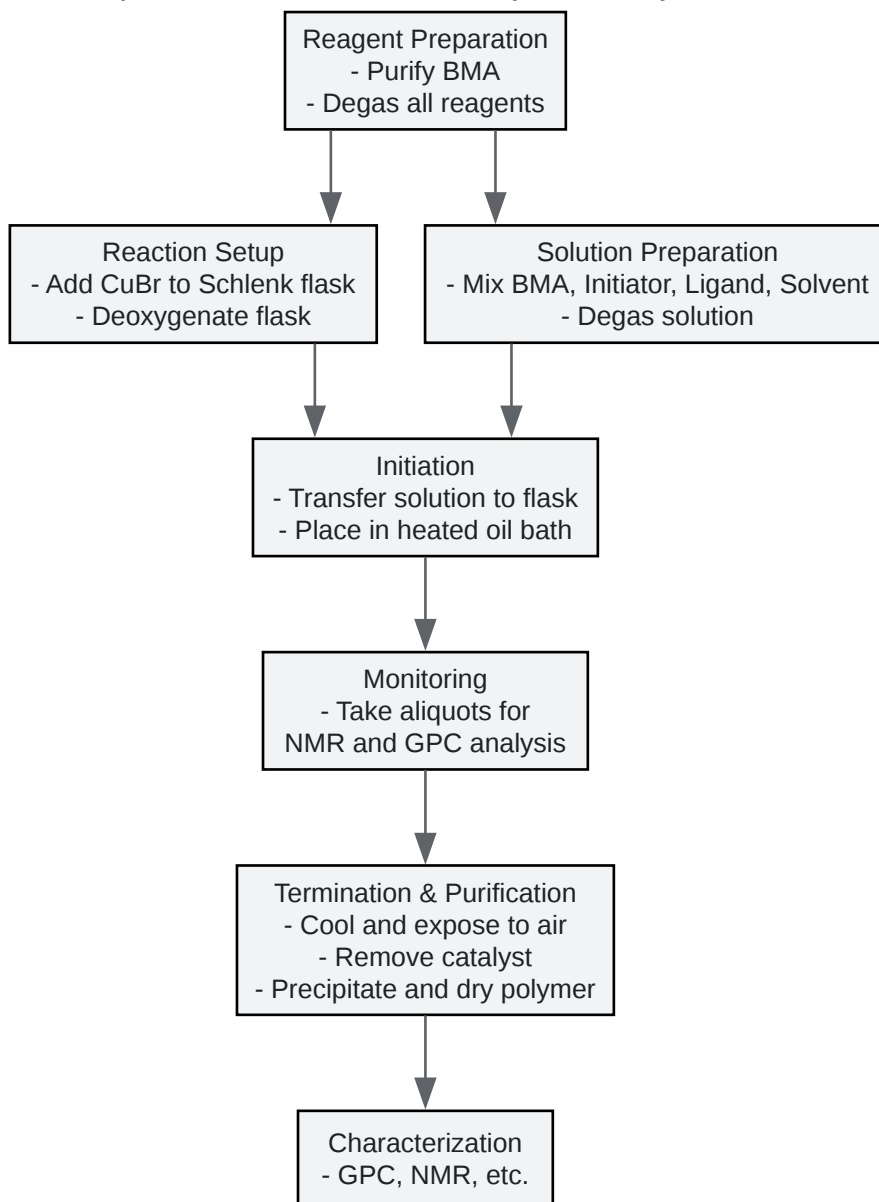 Reagent Preparation
- Purify BMA
- Degas all reagents
Reaction Setup
- Add CuBr to Schlenk flask
- Deoxygenate flask
Solution Preparation
- Mix BMA, Initiator, Ligand, Solvent
- Degas solution
Initiation
- Transfer solution to flask
- Place in heated oil bath
Monitoring
- Take aliquots for
NMR and GPC analysis
Termination & Purification
- Cool and expose to air
- Remove catalyst
- Precipitate and dry polymer
Characterization
- GPC, NMR, etc.